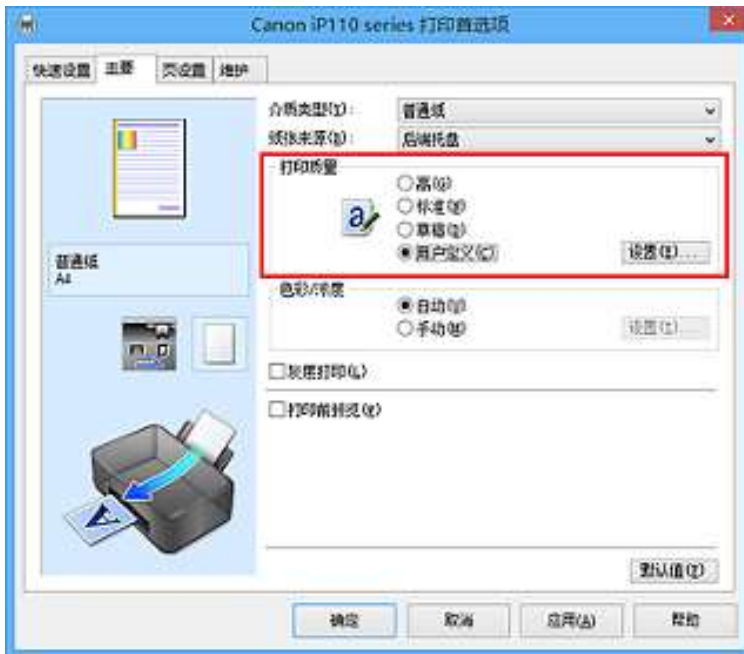 Canon iP110 series 打印首选项
快速设置 主要 页设置 维护
介质类型(Y): 普通纸
纸张来源(R): 后端托盘
打印质量
高(G)
标准(W)
草稿(D)
用户定义(C) 设置(E)...
普通纸
A4
色彩/浓度
自动(U)
手动(M) 设置(S)...
灰度打印(L)
打印前预览(V)
默认值(T)
确定 取消 应用(A) 帮助